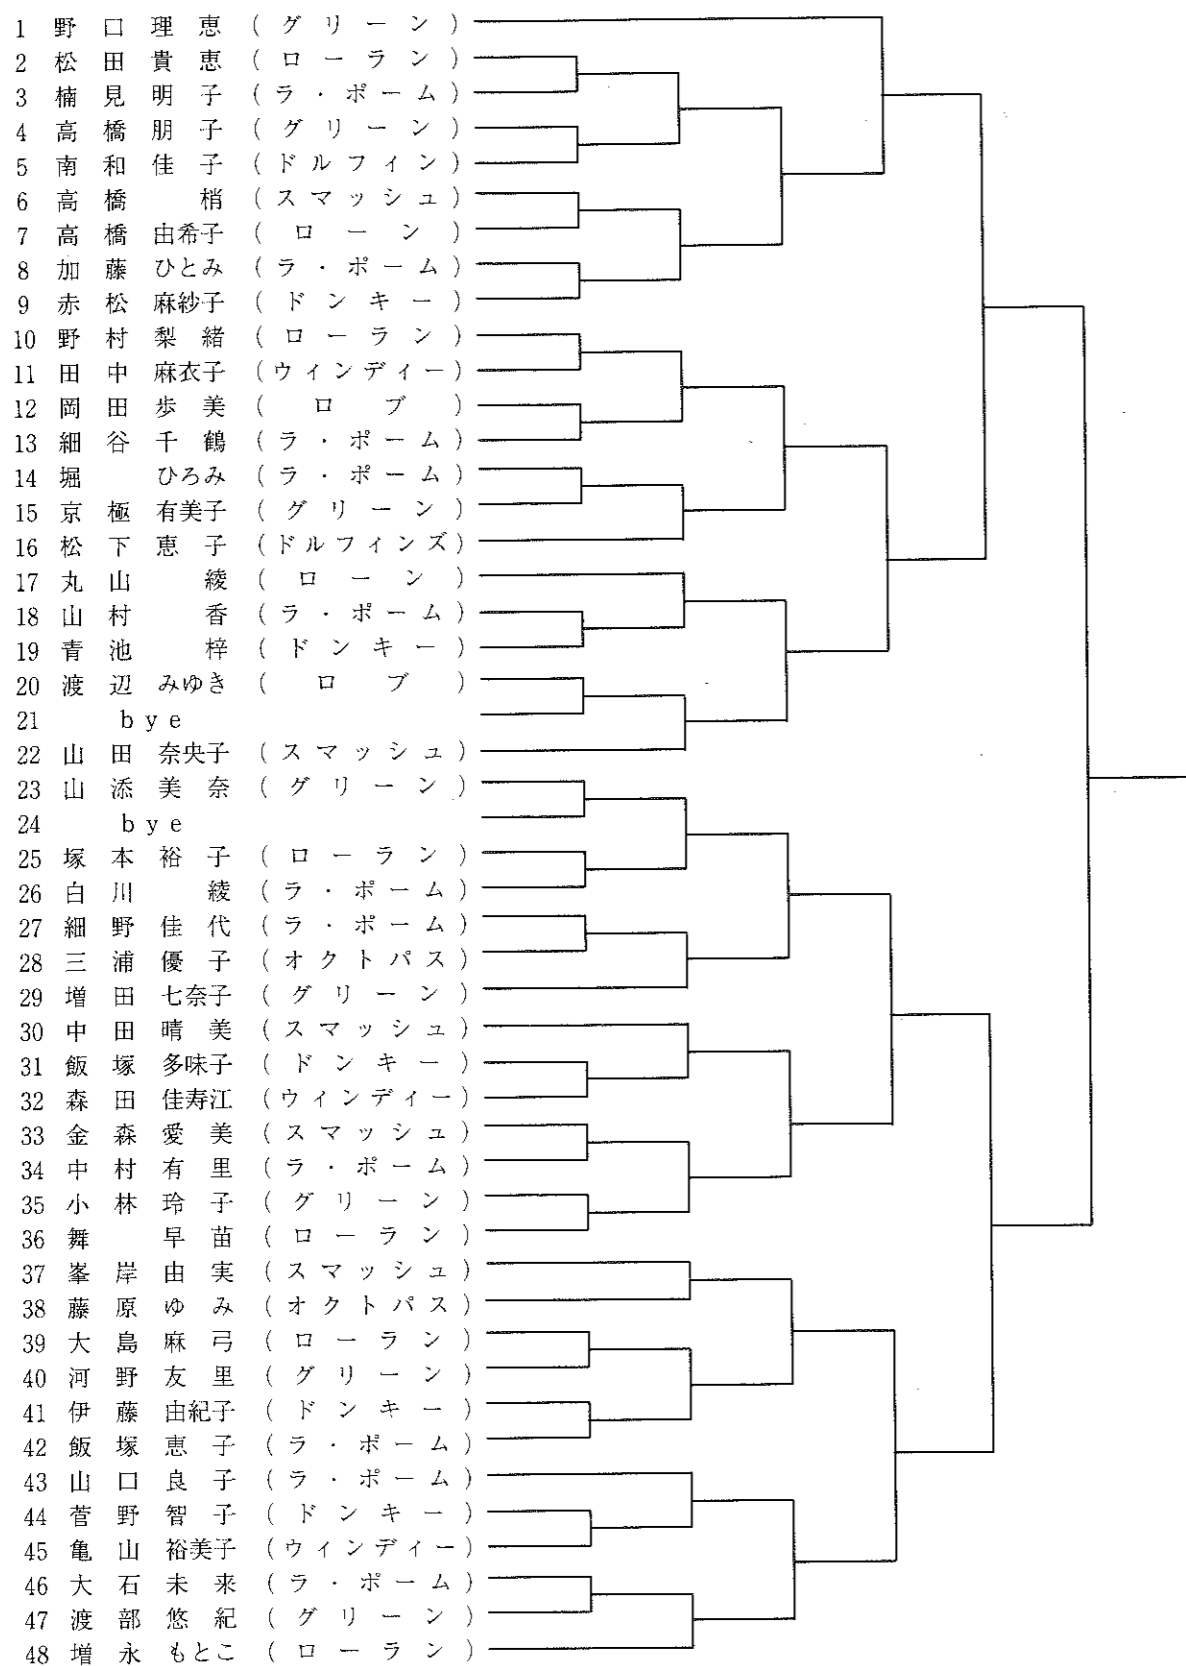 1 野口理恵 (グリーン)
2 松田貴恵 (ローラン)
3 楠見明子 (ラ・ポーム)
4 高橋朋子 (グリーン)
5 南和佳子 (ドルフィン)
6 高橋 梢 (スマッシュ)
7 高橋由希子 (ローン)
8 加藤ひとみ (ラ・ポーム)
9 赤松麻紗子 (ドンキー)
10 野村梨緒 (ローラン)
11 田中麻衣子 (ウィンディー)
12 岡田歩美 (ロブ)
13 細谷千鶴 (ラ・ポーム)
14 堀 ひろみ (ラ・ポーム)
15 京極有美子 (グリーン)
16 松下恵子 (ドルフィンズ)
17 丸山 綾 (ローン)
18 山村 香 (ラ・ポーム)
19 青池 梓 (ドンキー)
20 渡辺みゆき (ロブ)
21 bye
22 山田奈央子 (スマッシュ)
23 山添美奈 (グリーン)
24 bye
25 塚本裕子 (ローラン)
26 白川 綾 (ラ・ポーム)
27 細野佳代 (ラ・ポーム)
28 三浦優子 (オクトパス)
29 増田七奈子 (グリーン)
30 中田晴美 (スマッシュ)
31 飯塚多味子 (ドンキー)
32 森田佳寿江 (ウィンディー)
33 金森愛美 (スマッシュ)
34 中村有里 (ラ・ポーム)
35 小林玲子 (グリーン)
36 舞 早苗 (ローラン)
37 峯岸由実 (スマッシュ)
38 藤原ゆみ (オクトパス)
39 大島麻弓 (ローラン)
40 河野友里 (グリーン)
41 伊藤由紀子 (ドンキー)
42 飯塚恵子 (ラ・ポーム)
43 山口良子 (ラ・ポーム)
44 菅野智子 (ドンキー)
45 亀山裕美子 (ウィンディー)
46 大石未来 (ラ・ポーム)
47 渡部悠紀 (グリーン)
48 増永もとこ (ローラン)